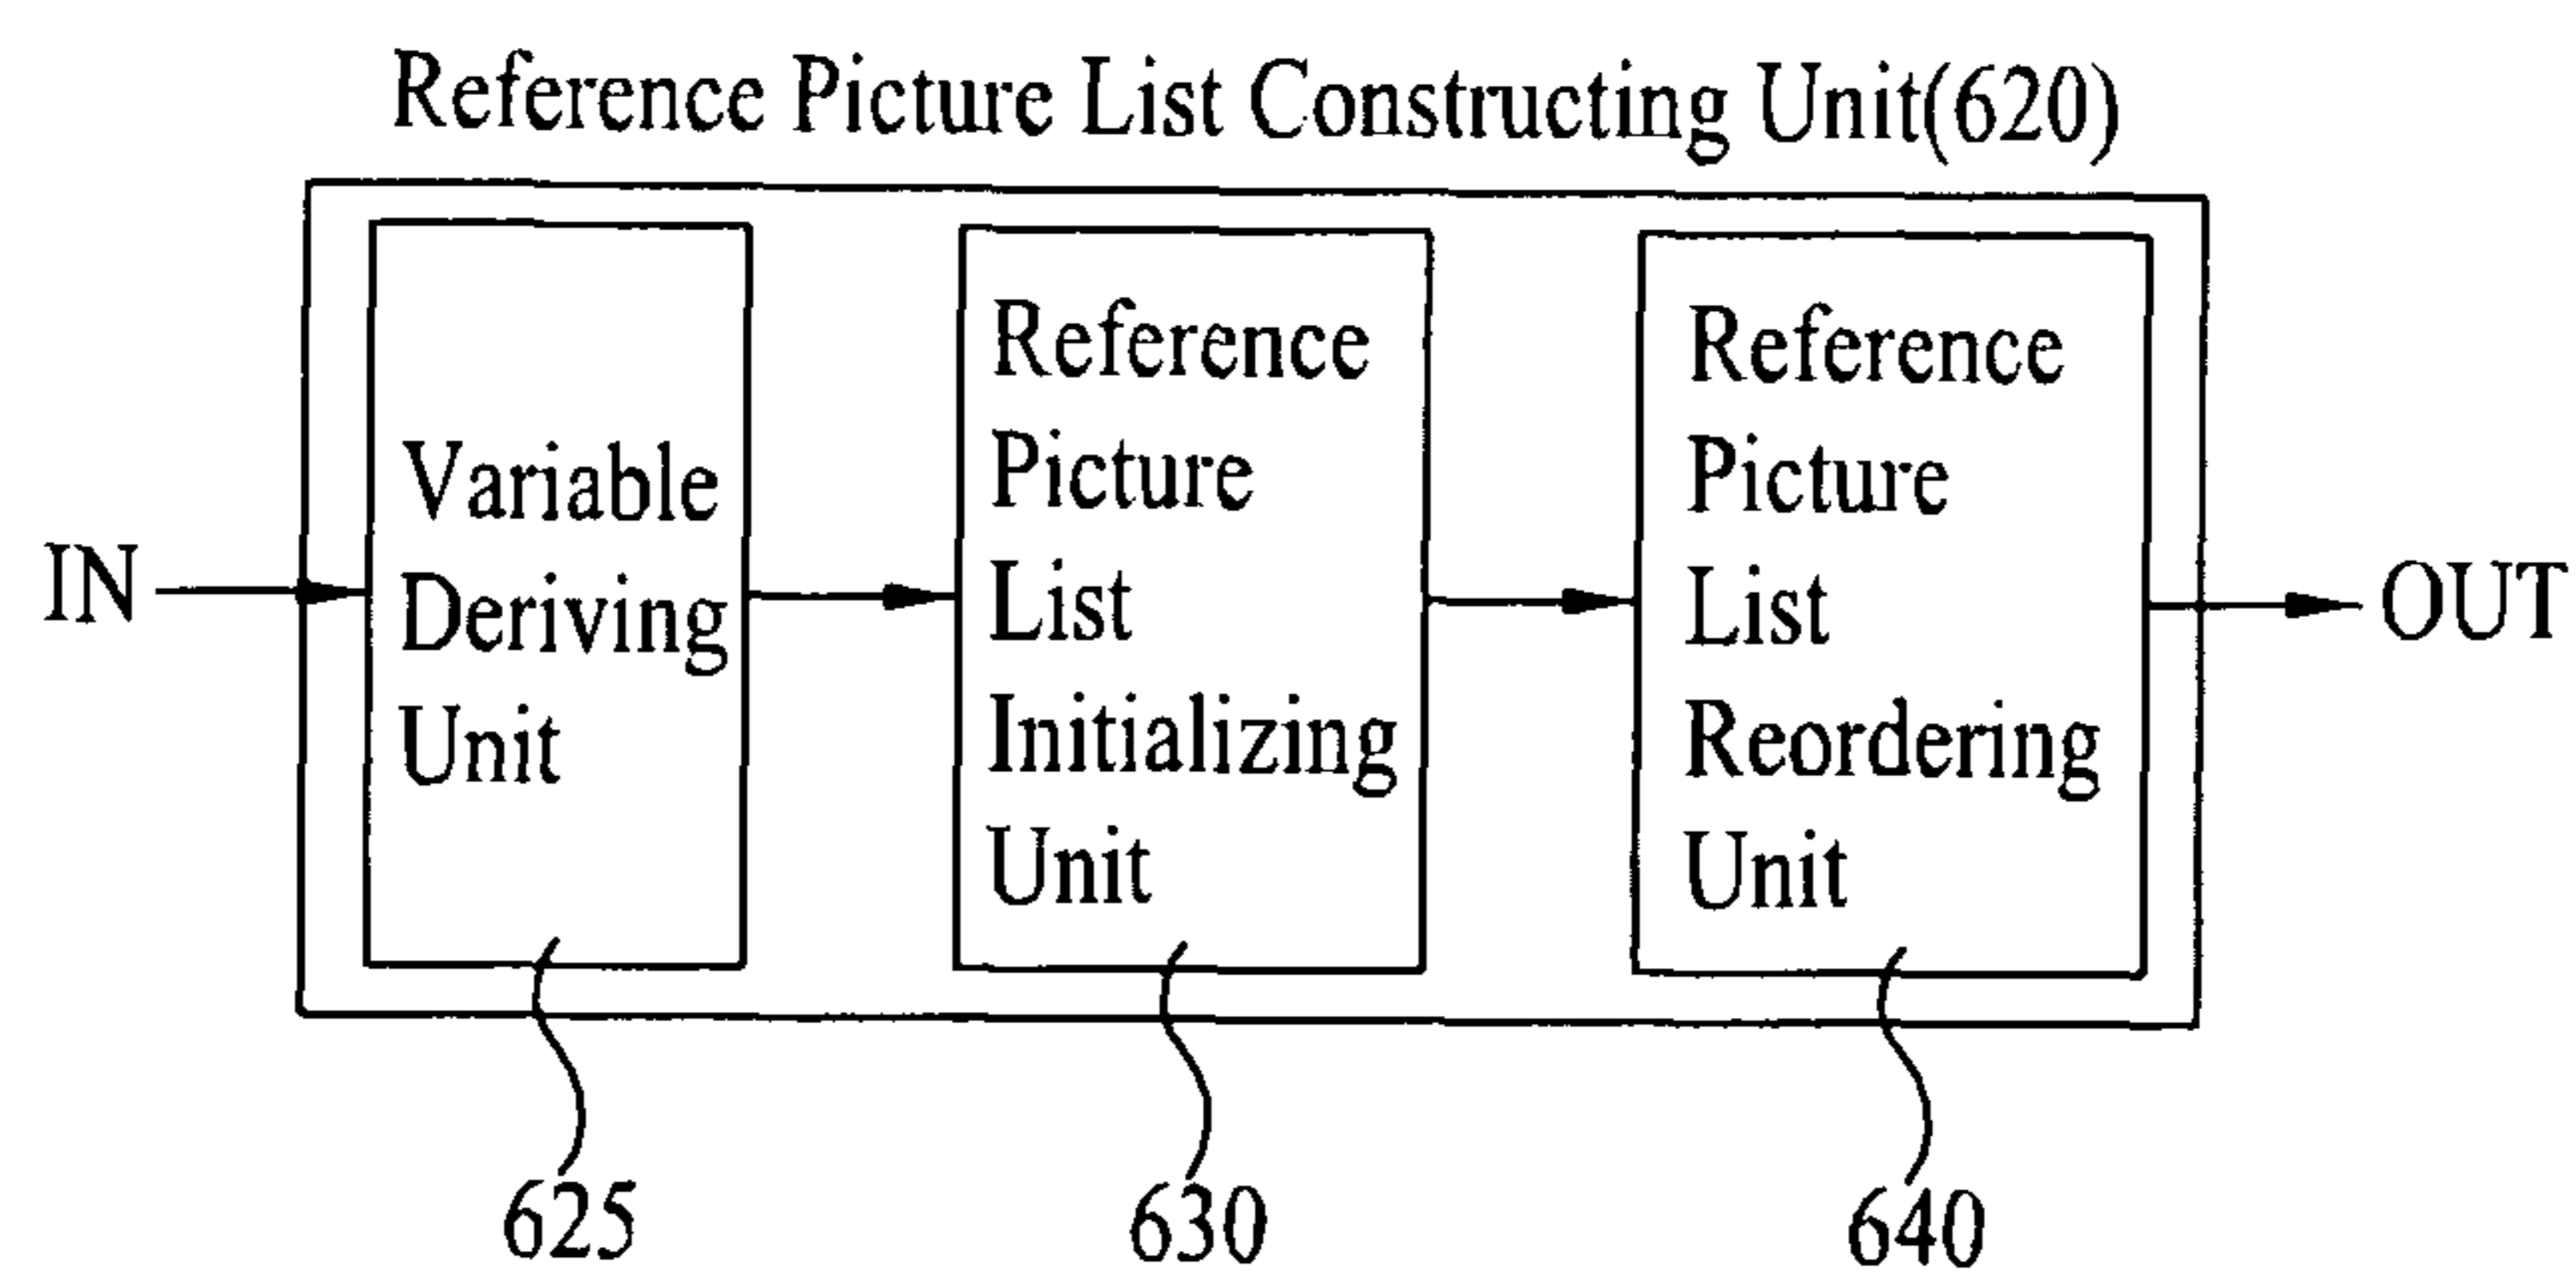 Reference Picture List Constructing Unit(620)
IN
Variable
Deriving
Unit
Reference
Picture
List
Initializing
Unit
Reference
Picture
List
Reordering
Unit
OUT
625
630
640